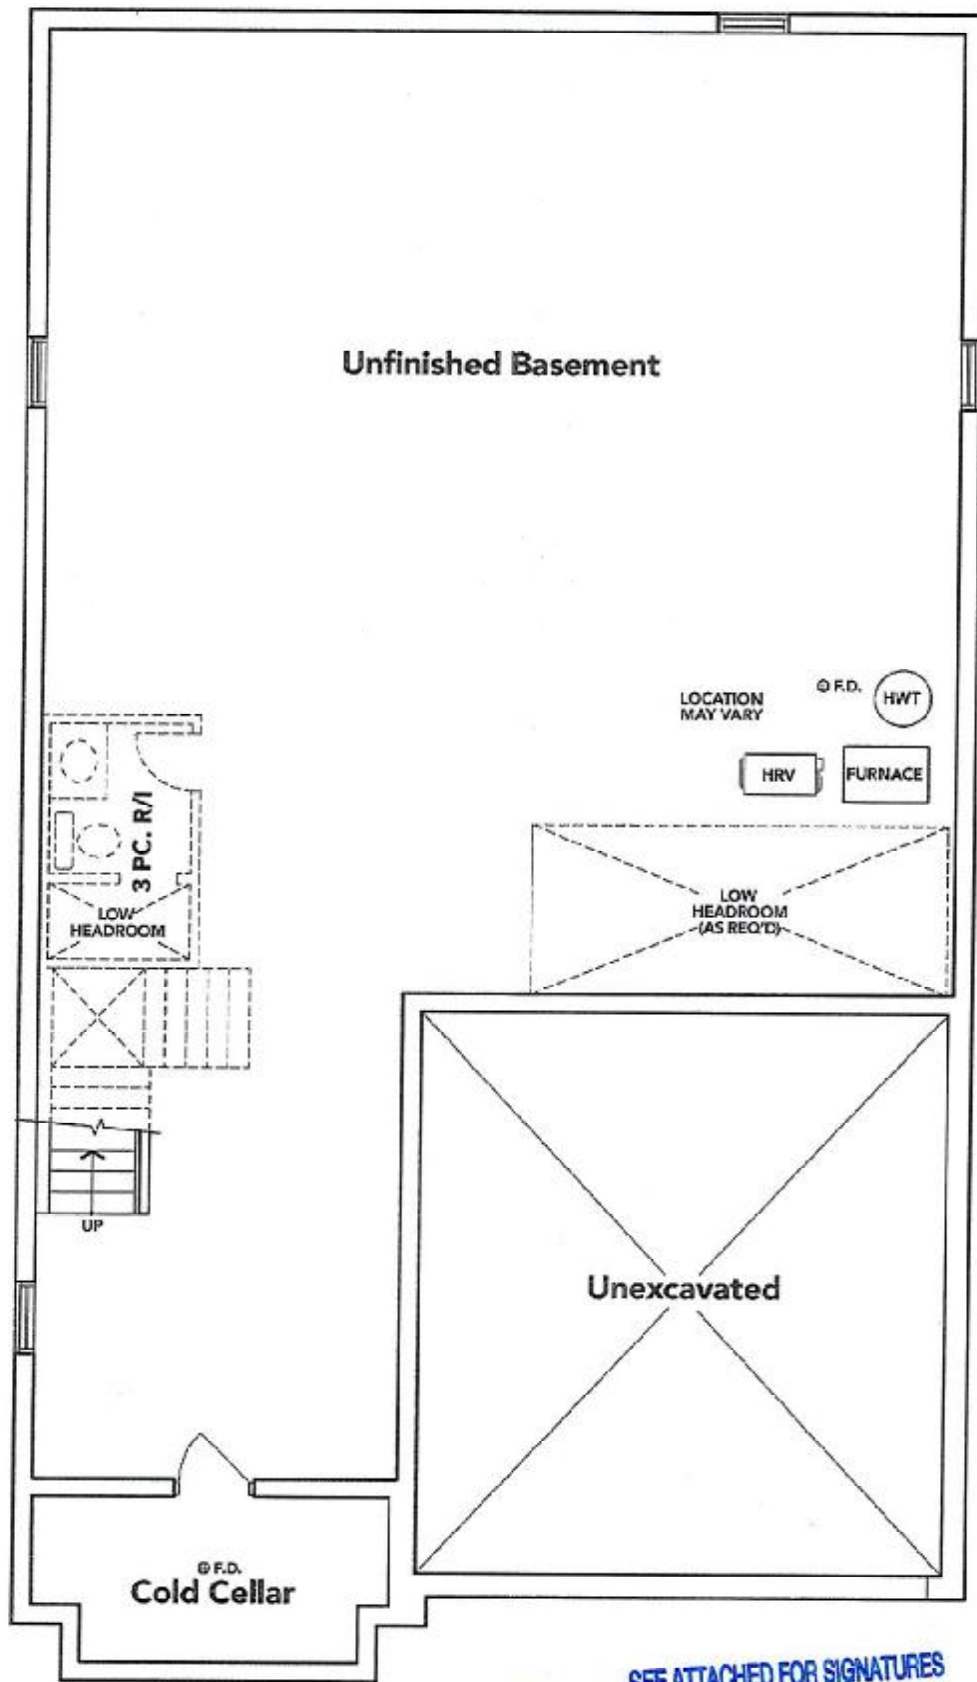 Unfinished Basement
LOCATION
MAY VARY
F.D.
HWT
HRV
FURNACE
3 PC. R/I
LOW
HEADROOM
LOW
HEADROOM
(AS REQ'D)
UP
Unexcavated
F.D.
Cold Cellar
SEE ATTACHED FOR SIGNATURES